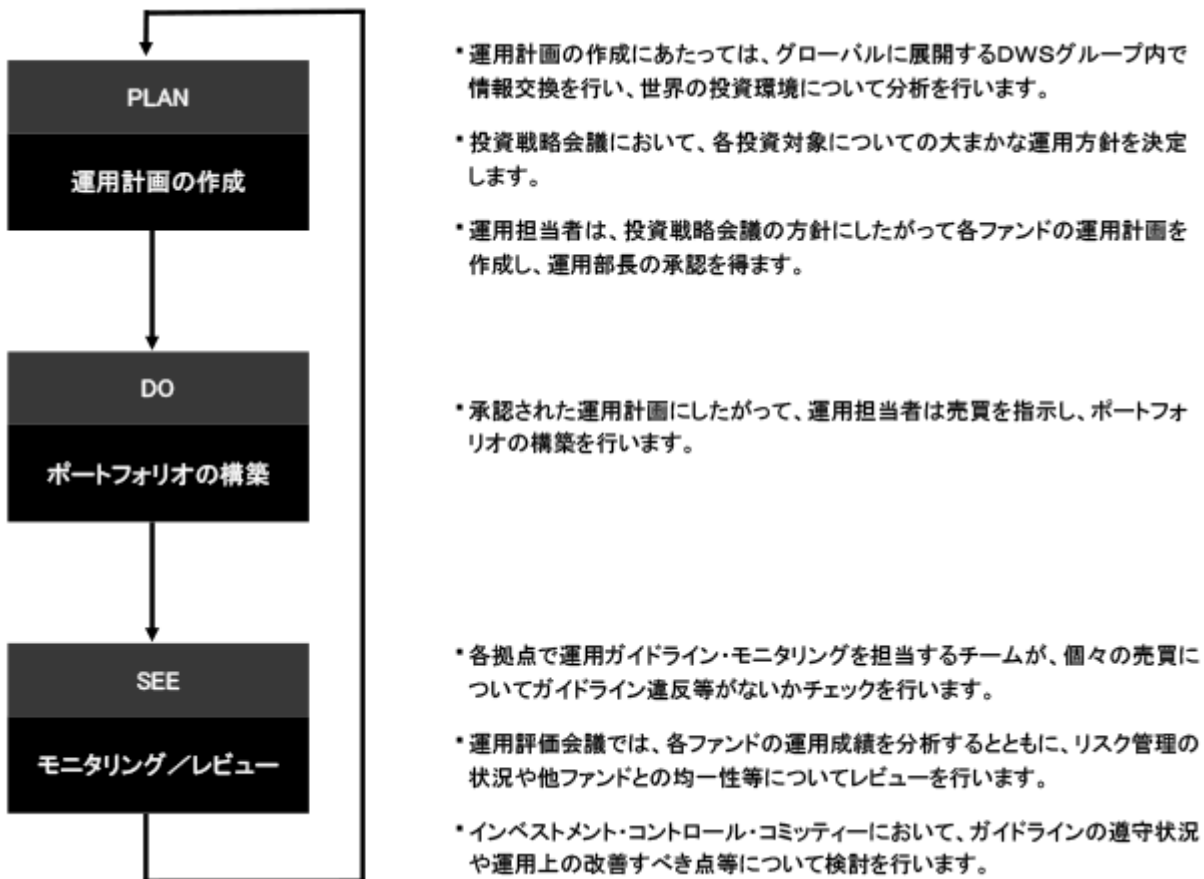 PLAN
運用計画の作成
・運用計画の作成にあたっては、グローバルに展開するDWSグループ内で
情報交換を行い、世界の投資環境について分析を行います。
・投資戦略会議において、各投資対象についての大まかな運用方針を決定
します。
・運用担当者は、投資戦略会議の方針にしたがって各ファンドの運用計画を
作成し、運用部長の承認を得ます。
DO
ポートフォリオの構築
・承認された運用計画にしたがって、運用担当者は売買を指示し、ポートフォ
リオの構築を行います。
SEE
モニタリング／レビュー
・各拠点で運用ガイドライン・モニタリングを担当するチームが、個々の売買に
ついてガイドライン違反等がないかチェックを行います。
・運用評価会議では、各ファンドの運用成績を分析するとともに、リスク管理の
状況や他ファンドとの均一性等についてレビューを行います。
・インベストメント・コントロール・コミッティーにおいて、ガイドラインの遵守状況
や運用上の改善すべき点等について検討を行います。